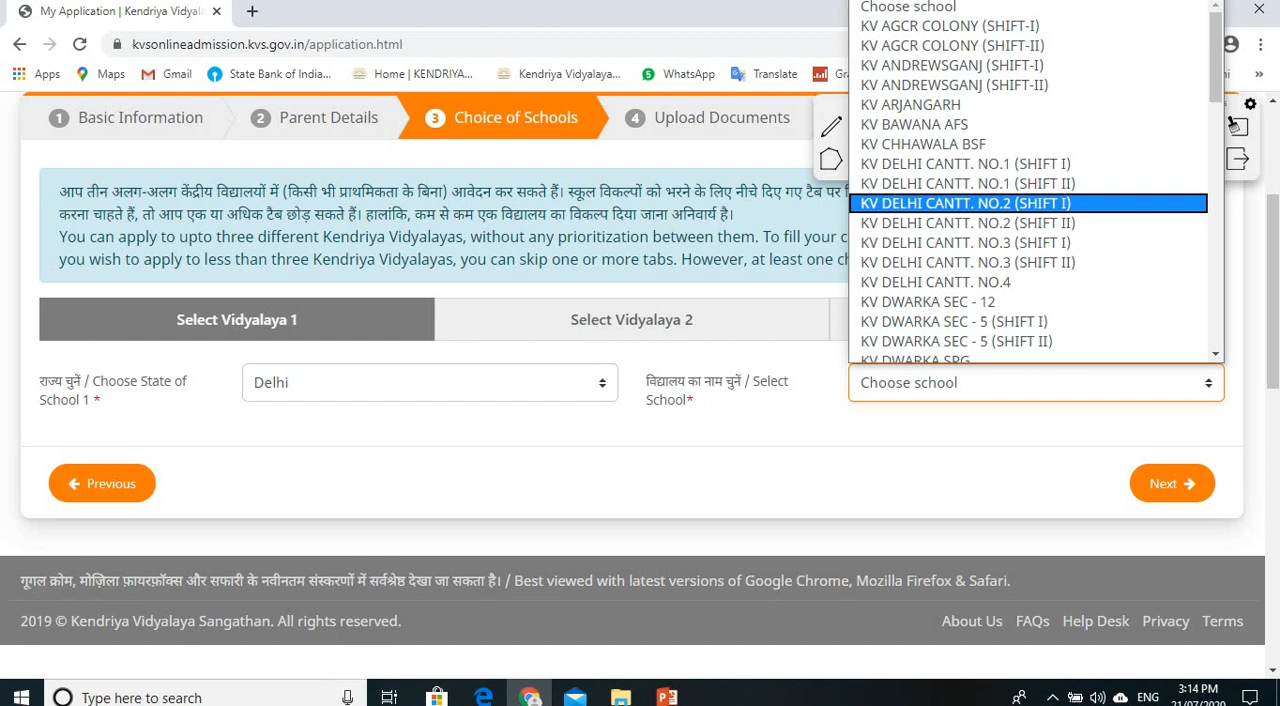 My Application | Kendriya Vidyal
kvsonlineadmission.kvs.gov.in/application.html
Apps Maps Gmail State Bank of India... Home | KENDRIYA... Kendriya Vidyalaya... WhatsApp Translate
1 Basic Information 2 Parent Details 3 Choice of Schools 4 Upload Documents
आप तीन अलग-अलग केंद्रीय विद्यालयों में (किसी भी प्राथमिकता के बिना) आवेदन कर सकते हैं। स्कूल विकल्पों को भरने के लिए नीचे दिए गए टैब पर
करना चाहते हैं, तो आप एक या अधिक टैब छोड़ सकते हैं। हालांकि, कम से कम एक विद्यालय का विकल्प दिया जाना अनिवार्य है।
You can apply to upto three different Kendriya Vidyalayas, without any prioritization between them. To fill your
you wish to apply to less than three Kendriya Vidyalayas, you can skip one or more tabs. However, at least one
Select Vidyalaya 1 Select Vidyalaya 2
राज्य चुनें / Choose State of
School 1 *
Delhi
विद्यालय का नाम चुनें / Select
School*
Choose school
KV AGCR COLONY (SHIFT-I)
KV AGCR COLONY (SHIFT-II)
KV ANDREWSGANJ (SHIFT-I)
KV ANDREWSGANJ (SHIFT-II)
KV ARJANGARH
KV BAWANA AFS
KV CHHAWALA BSF
KV DELHI CANTT. NO.1 (SHIFT I)
KV DELHI CANTT. NO.1 (SHIFT II)
KV DELHI CANTT. NO.2 (SHIFT I)
KV DELHI CANTT. NO.2 (SHIFT II)
KV DELHI CANTT. NO.3 (SHIFT I)
KV DELHI CANTT. NO.3 (SHIFT II)
KV DELHI CANTT. NO.4
KV DWARKA SEC - 12
KV DWARKA SEC - 5 (SHIFT I)
KV DWARKA SEC - 5 (SHIFT II)
KV DWARKA SPG
Choose school
Previous
Next
गूगल क्रोम, मोज़िला फ़ायरफ़ॉक्स और सफारी के नवीनतम संस्करणों में सर्वश्रेष्ठ देखा जा सकता है। / Best viewed with latest versions of Google Chrome, Mozilla Firefox & Safari.
2019 © Kendriya Vidyalaya Sangathan. All rights reserved.
About Us FAQs Help Desk Privacy Terms
Type here to search
ENG
3:14 PM
21/07/2020